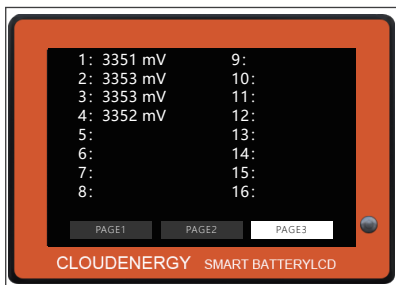 1: 3351 mV 9:
2: 3353 mV 10:
3: 3353 mV 11:
4: 3352 mV 12:
5: 13:
6: 14:
7: 15:
8: 16:
PAGE1 PAGE2 PAGE3
CLOUDENERGY SMART BATTERYLCD